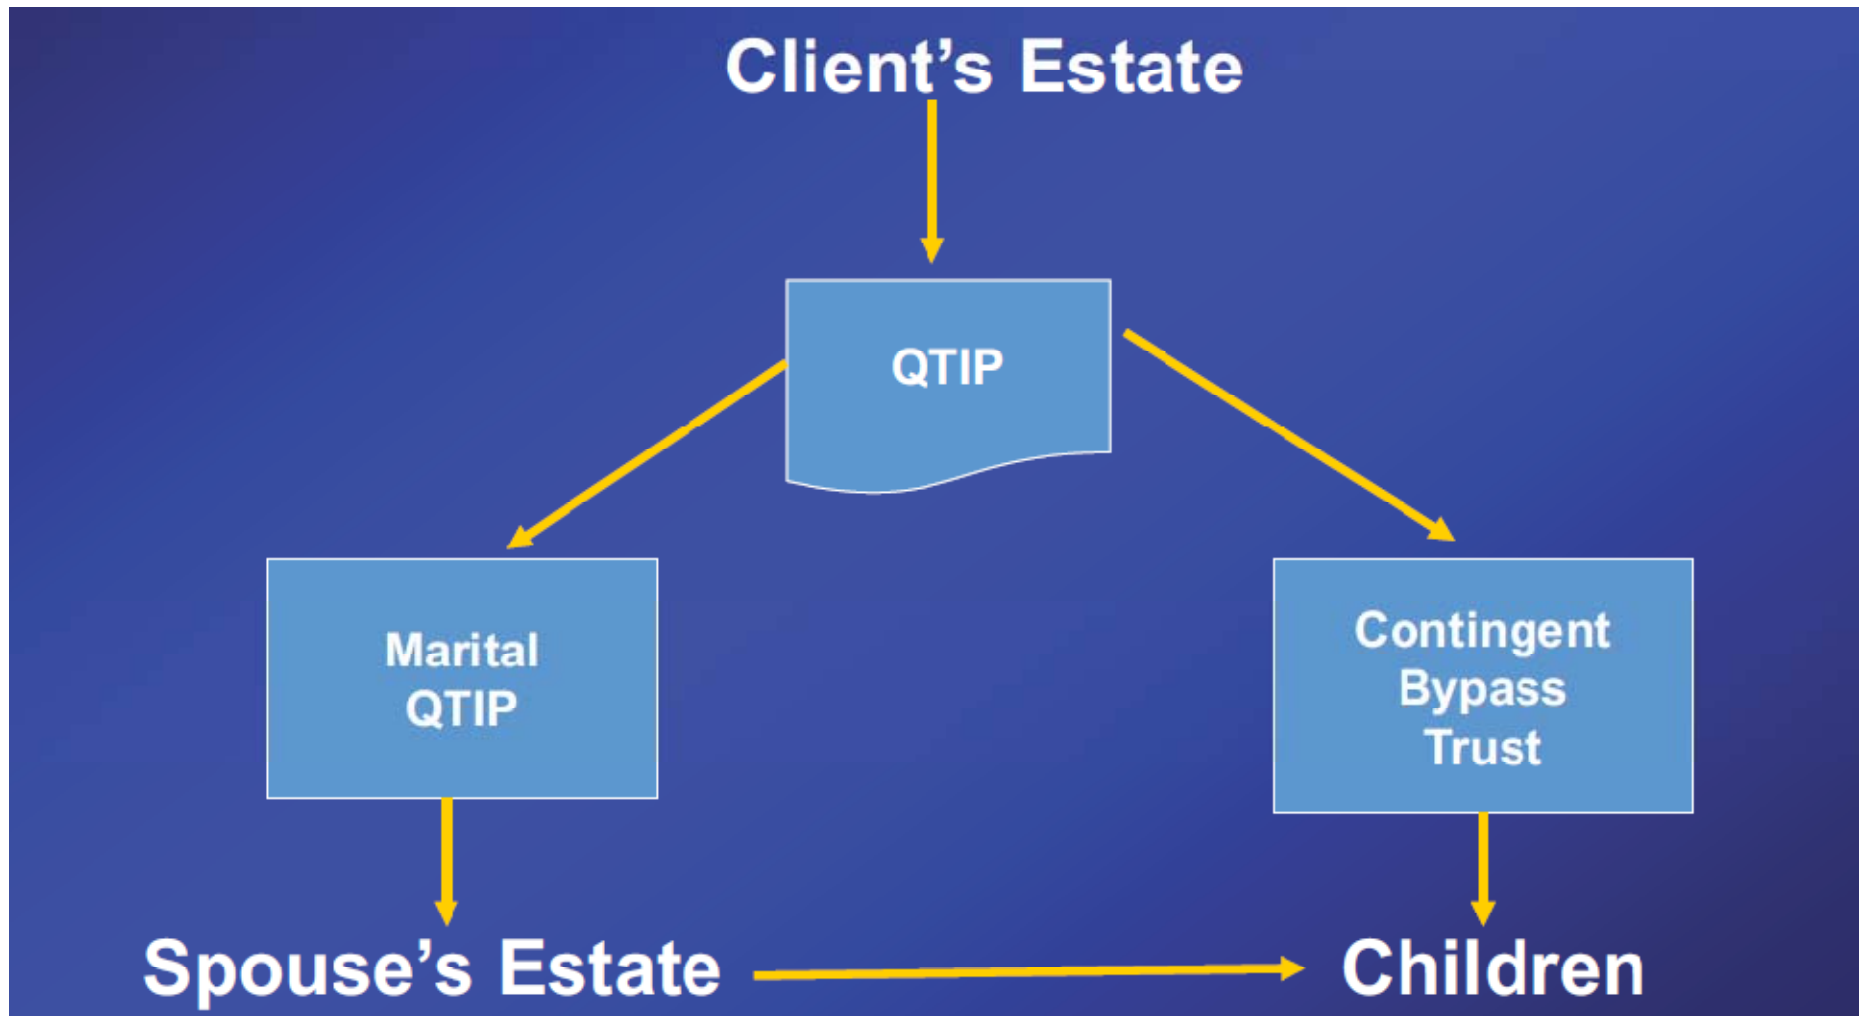 Client’s Estate
QTIP
Marital
QTIP
Contingent
Bypass
Trust
Spouse’s Estate
Children